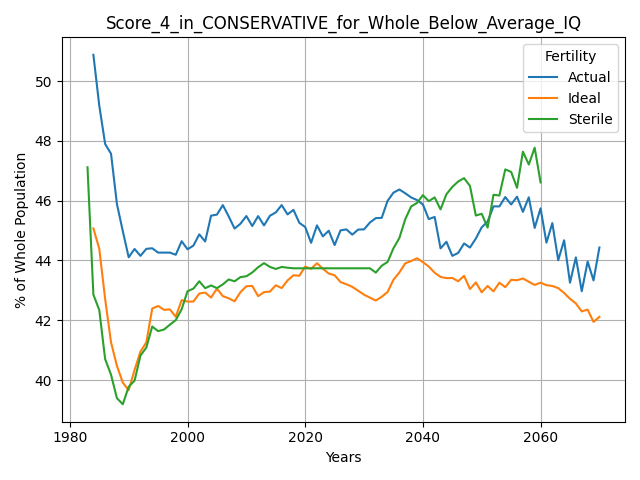 Score_4_in_CONSERVATIVE_for_Whole_Below_Average_IQ
Fertility
Actual
Ideal
Sterile
% of Whole Population
50
48
46
44
42
40
1980
2000
2020
2040
2060
Years